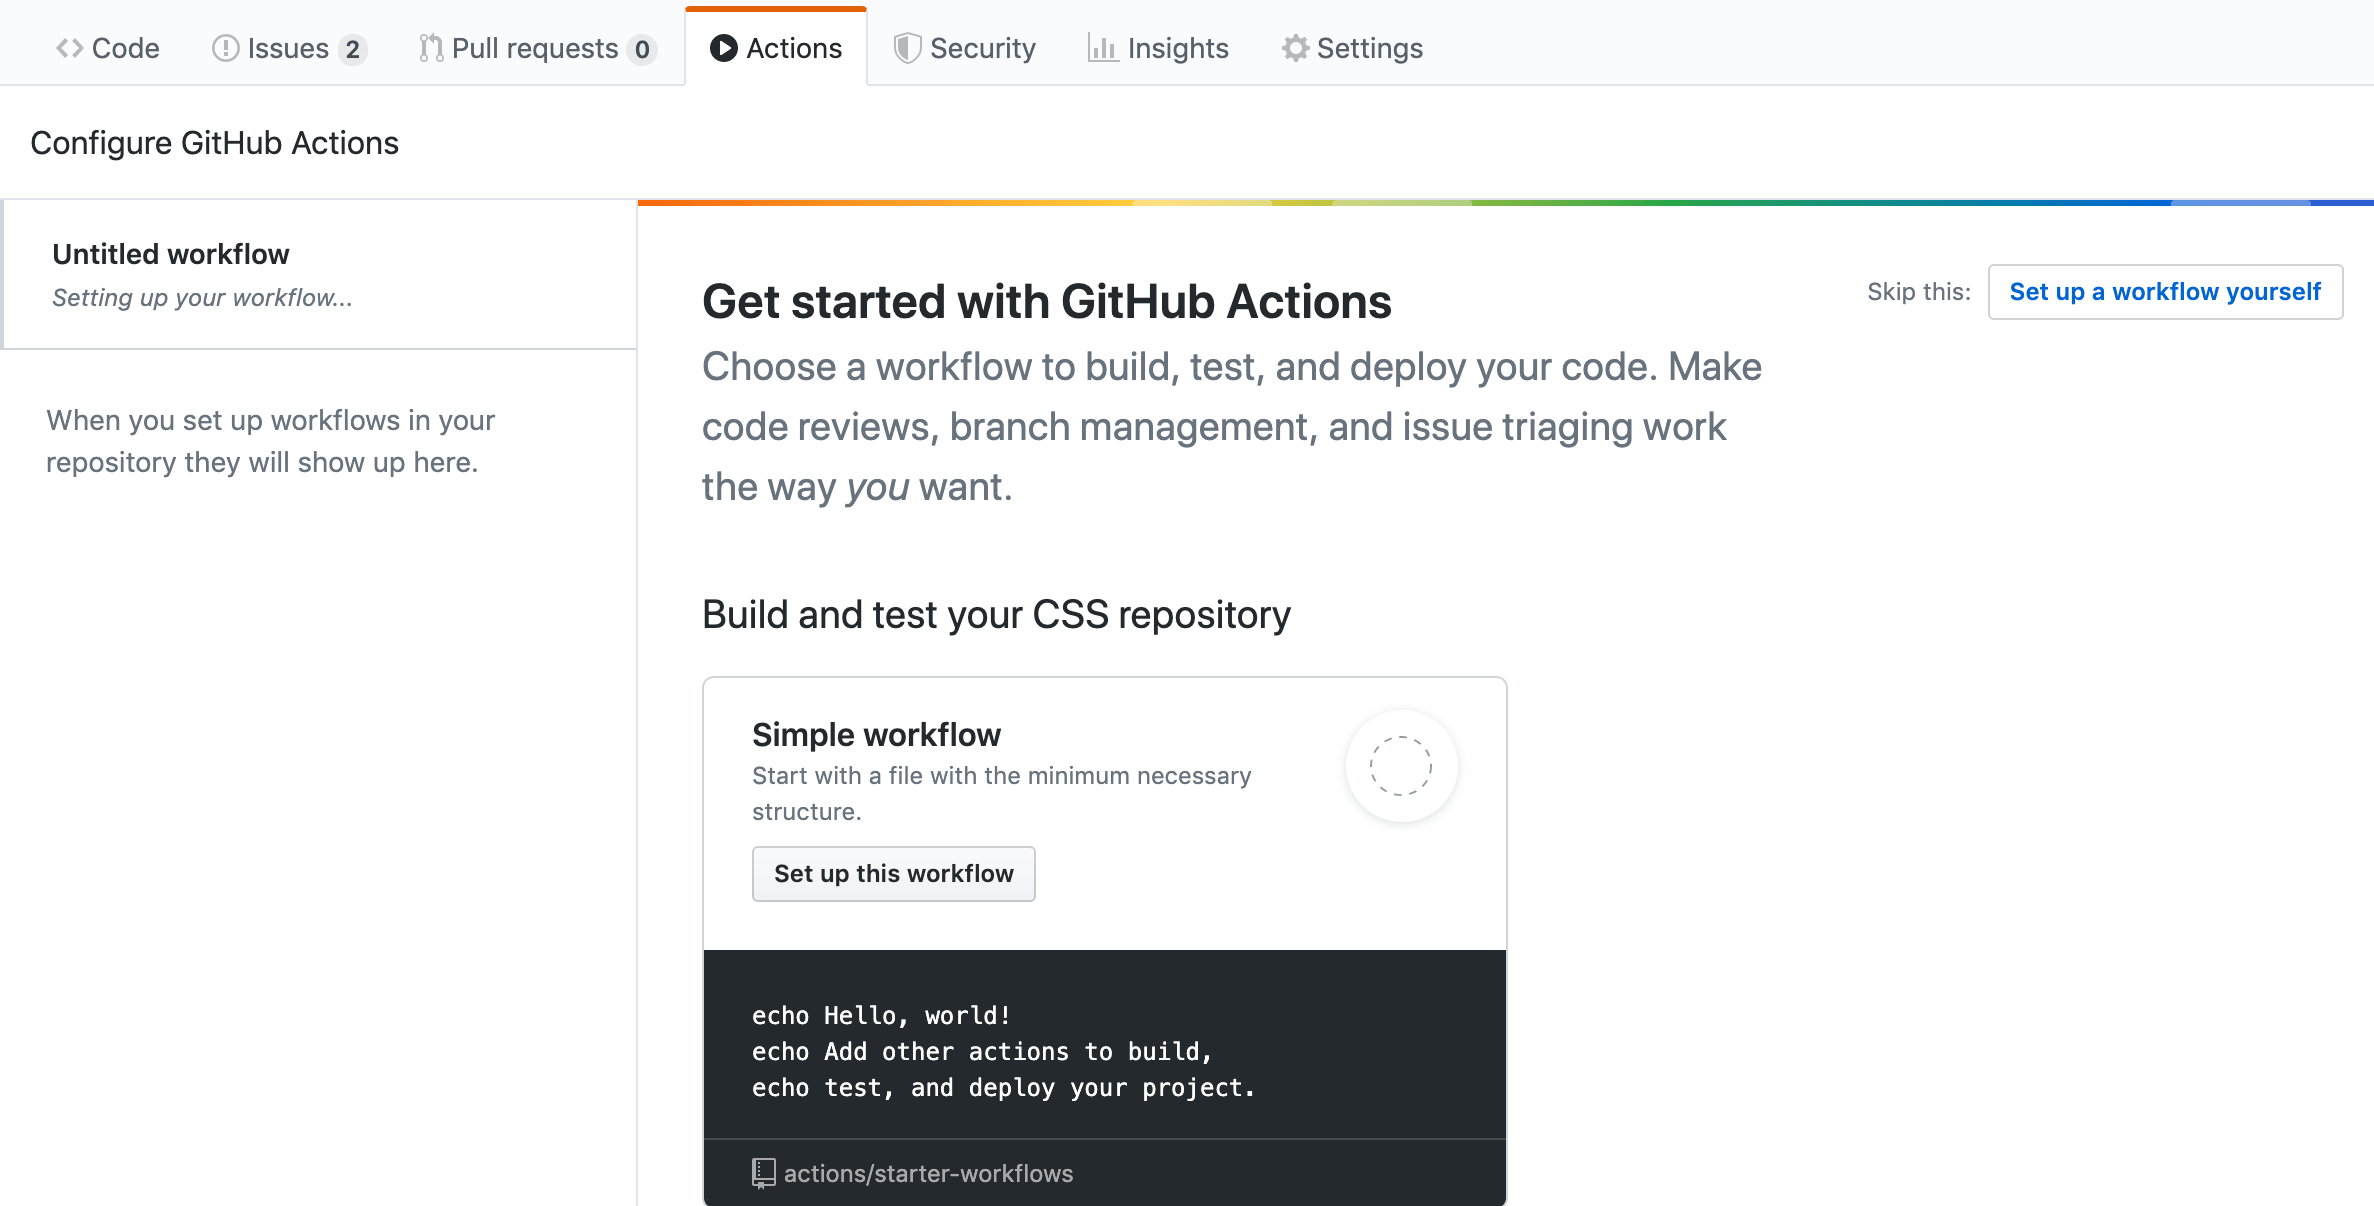 Code Issues 2 Pull requests 0 Actions Security Insights Settings
Configure GitHub Actions
Untitled workflow
Setting up your workflow...
When you set up workflows in your
repository they will show up here.
Get started with GitHub Actions
Skip this: Set up a workflow yourself
Choose a workflow to build, test, and deploy your code. Make
code reviews, branch management, and issue triaging work
the way you want.
Build and test your CSS repository
Simple workflow
Start with a file with the minimum necessary
structure.
Set up this workflow
echo Hello, world!
echo Add other actions to build,
echo test, and deploy your project.
actions/starter-workflows